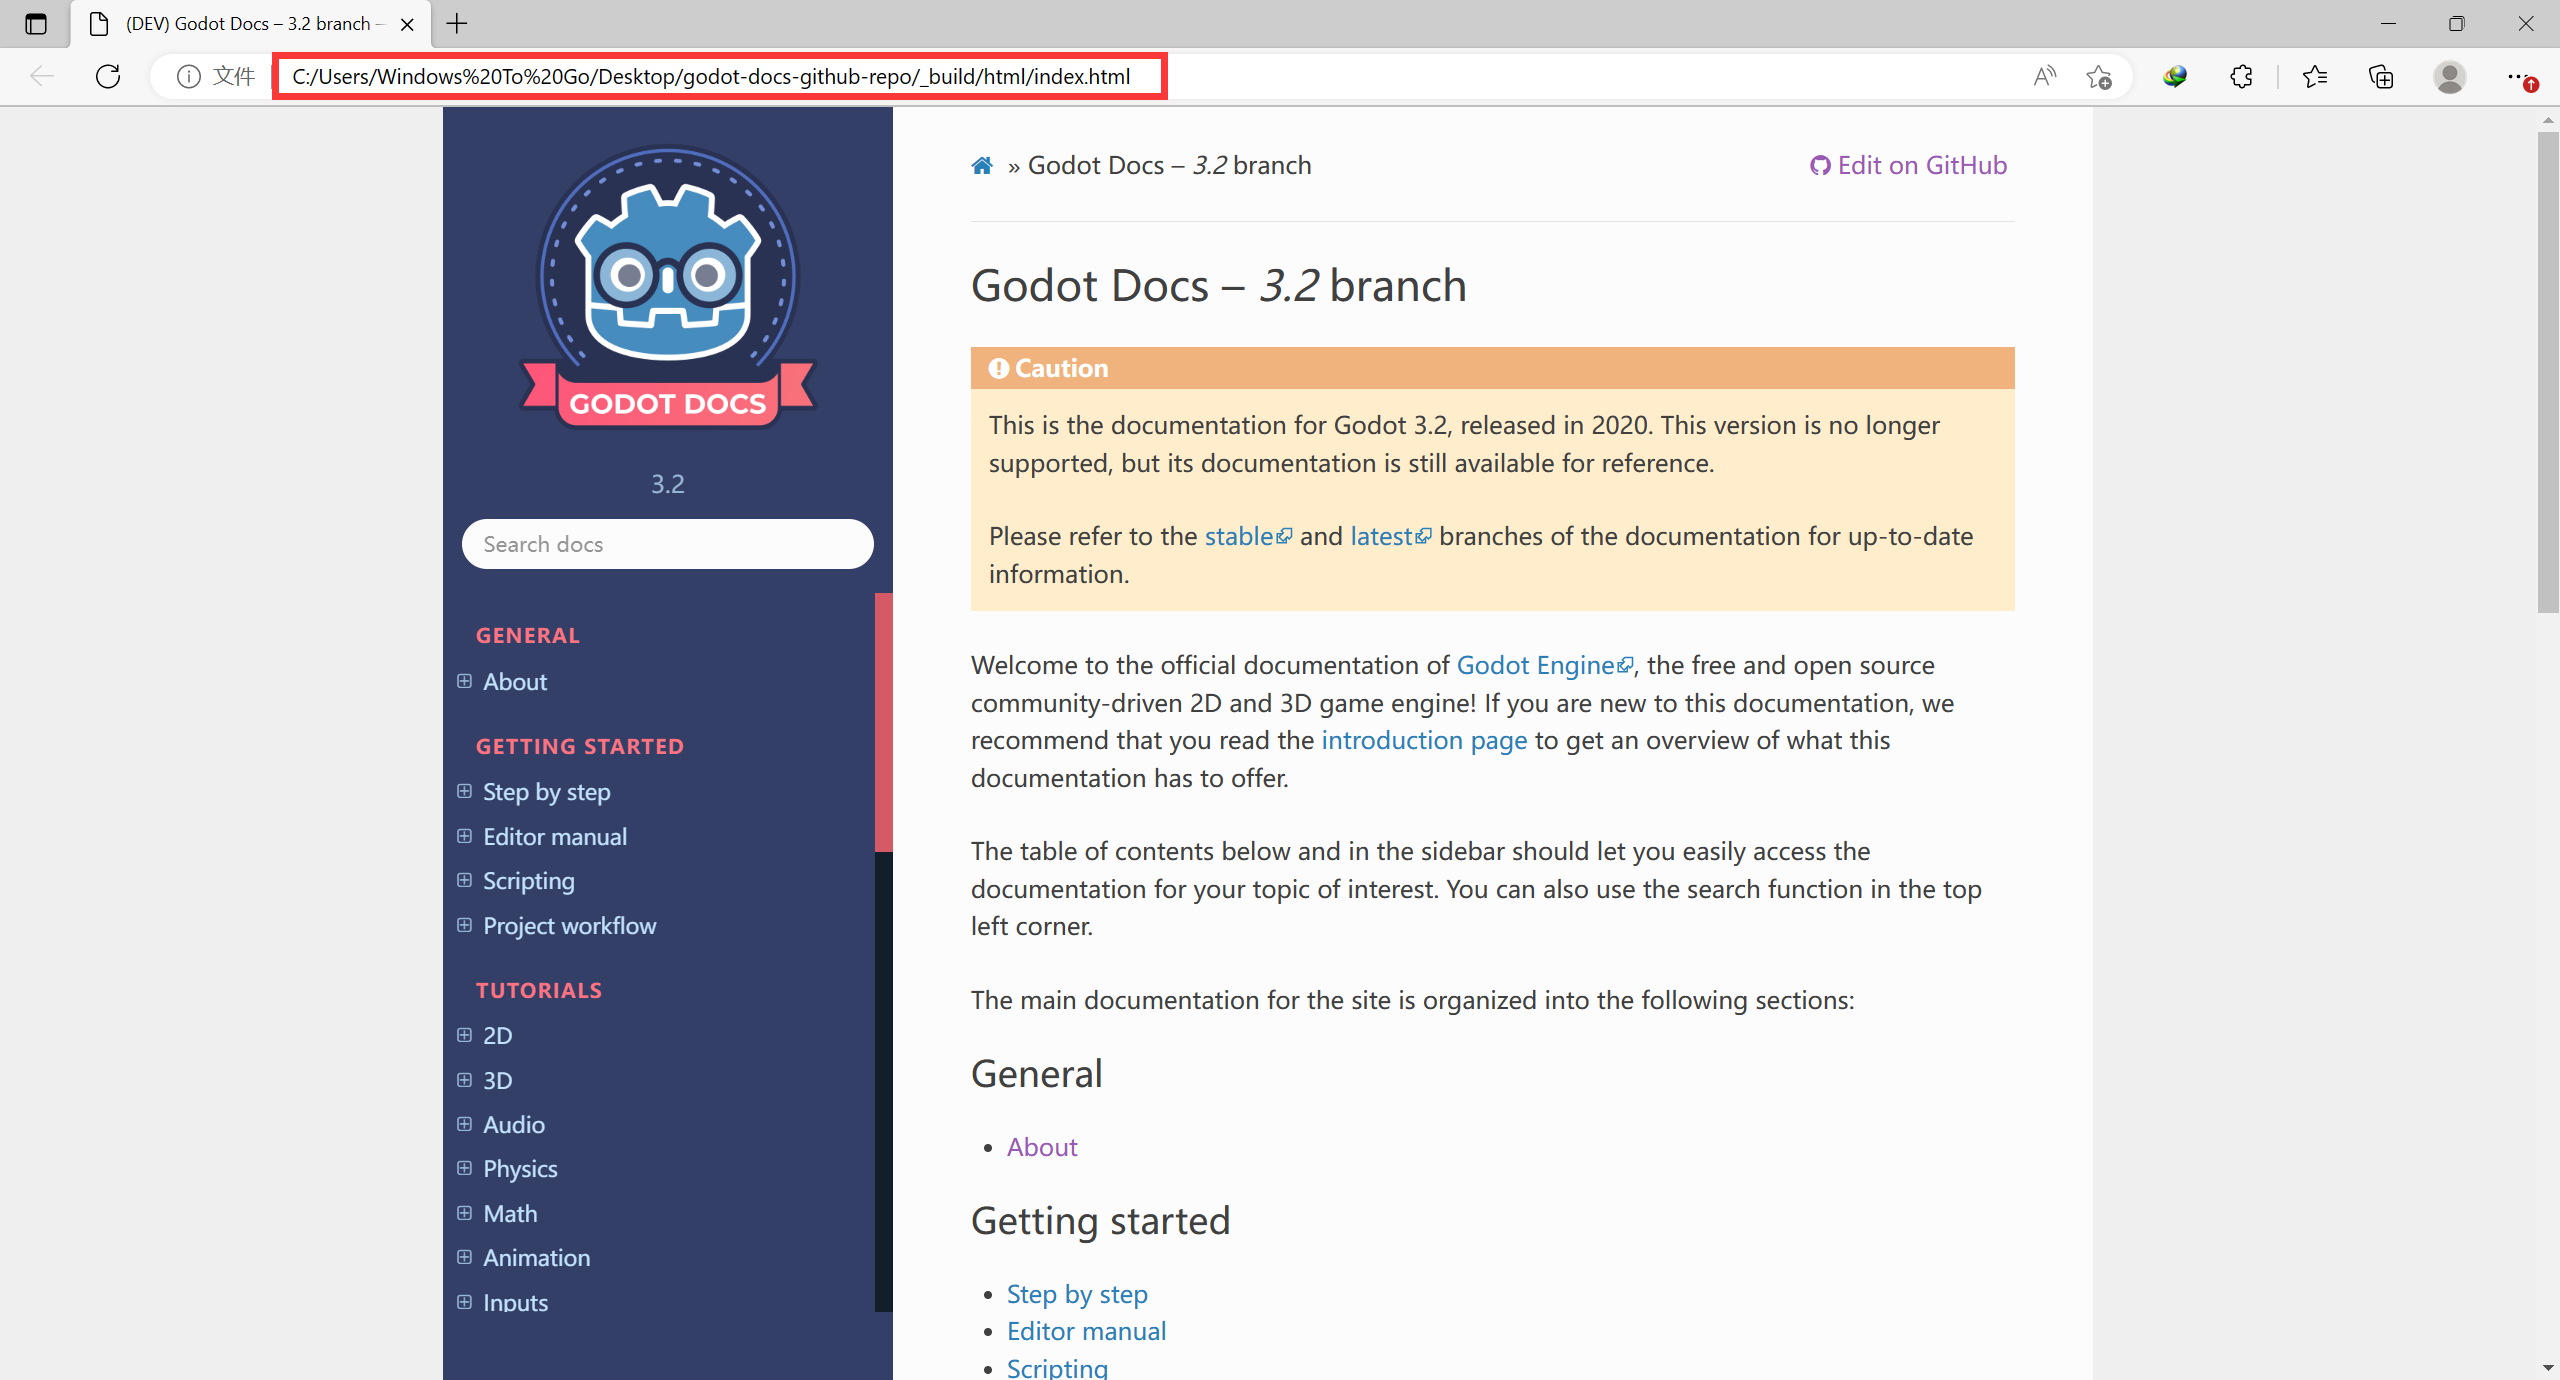 (DEV) Godot Docs – 3.2 branch –
文件
C:/Users/Windows%20To%20Go/Desktop/godot-docs-github-repo/_build/html/index.html
GODOT DOCS
3.2
Search docs
GENERAL
About
GETTING STARTED
Step by step
Editor manual
Scripting
Project workflow
TUTORIALS
2D
3D
Audio
Physics
Math
Animation
Inputs
» Godot Docs – 3.2 branch
Edit on GitHub
Godot Docs – 3.2 branch
Caution
This is the documentation for Godot 3.2, released in 2020. This version is no longer
supported, but its documentation is still available for reference.
Please refer to the stable and latest branches of the documentation for up-to-date
information.
Welcome to the official documentation of Godot Engine, the free and open source
community-driven 2D and 3D game engine! If you are new to this documentation, we
recommend that you read the introduction page to get an overview of what this
documentation has to offer.
The table of contents below and in the sidebar should let you easily access the
documentation for your topic of interest. You can also use the search function in the top
left corner.
The main documentation for the site is organized into the following sections:
General
• About
Getting started
• Step by step
• Editor manual
• Scripting